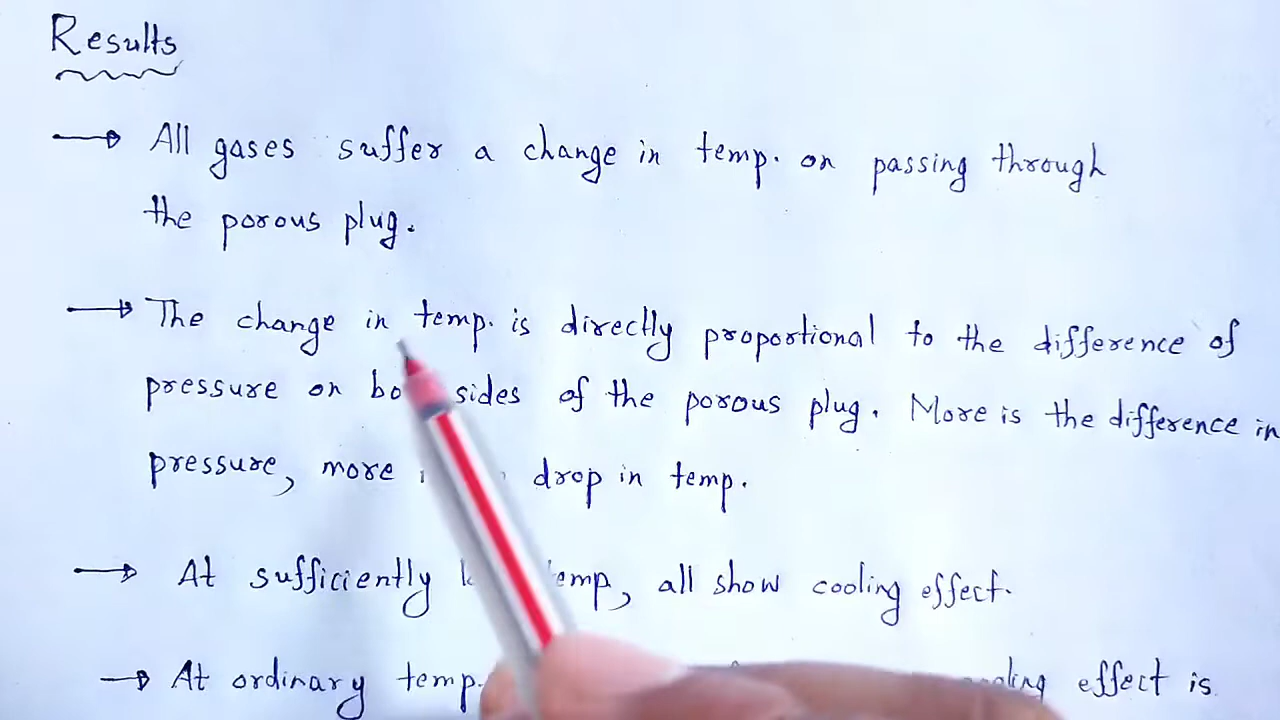 Results
All gases suffer a change in temp. on passing through
the porous plug.
The change in temp. is directly proportional to the difference of
pressure on sides of the porous plug. More is the difference in
pressure, more drop in temp.
At sufficiently temp, all show cooling effect.
At ordinary temp. effect is